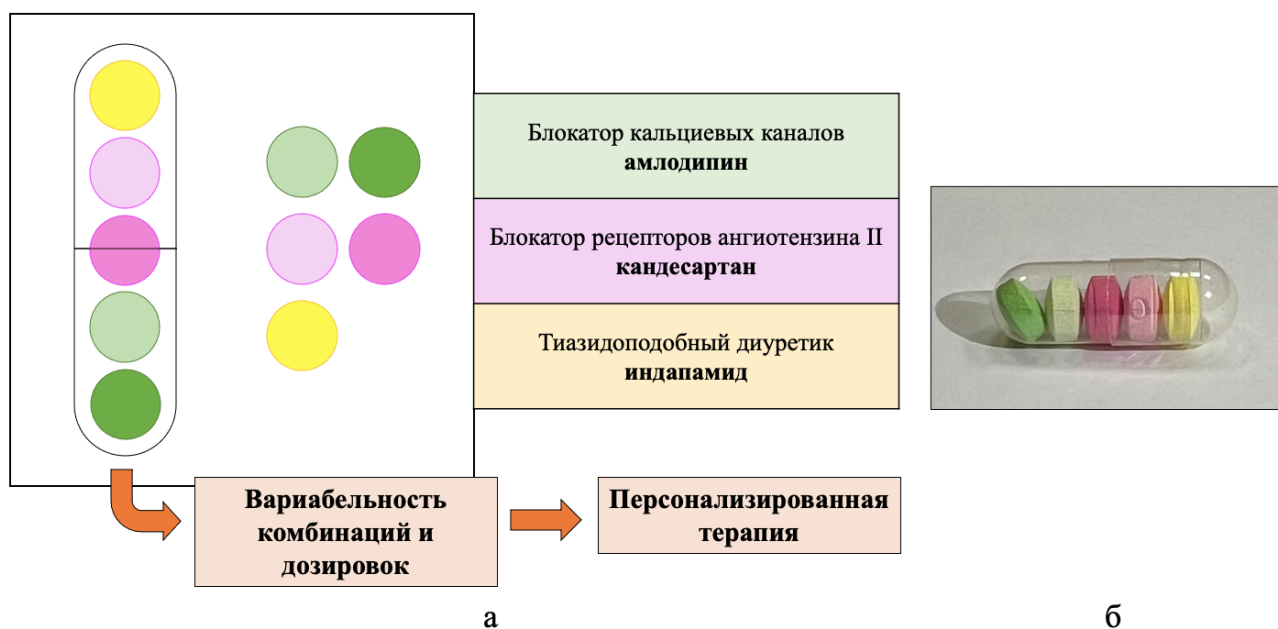 Блокатор кальциевых каналов
амлодипин
Блокатор рецепторов ангиотензина II
кандесартан
Тиазидоподобный диуретик
индапамид
Вариабельность
комбинаций и
дозировок
Персонализированная
терапия
а
б